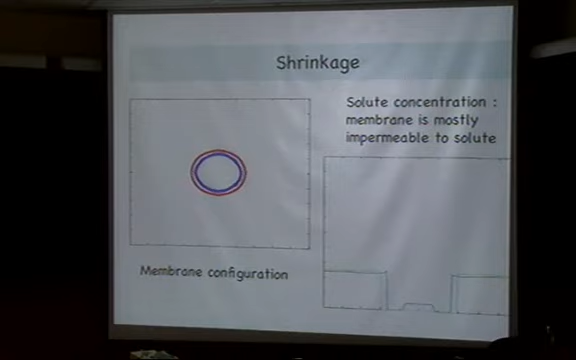 Shrinkage
Solute concentration :
membrane is mostly
impermeable to solute
Membrane configuration